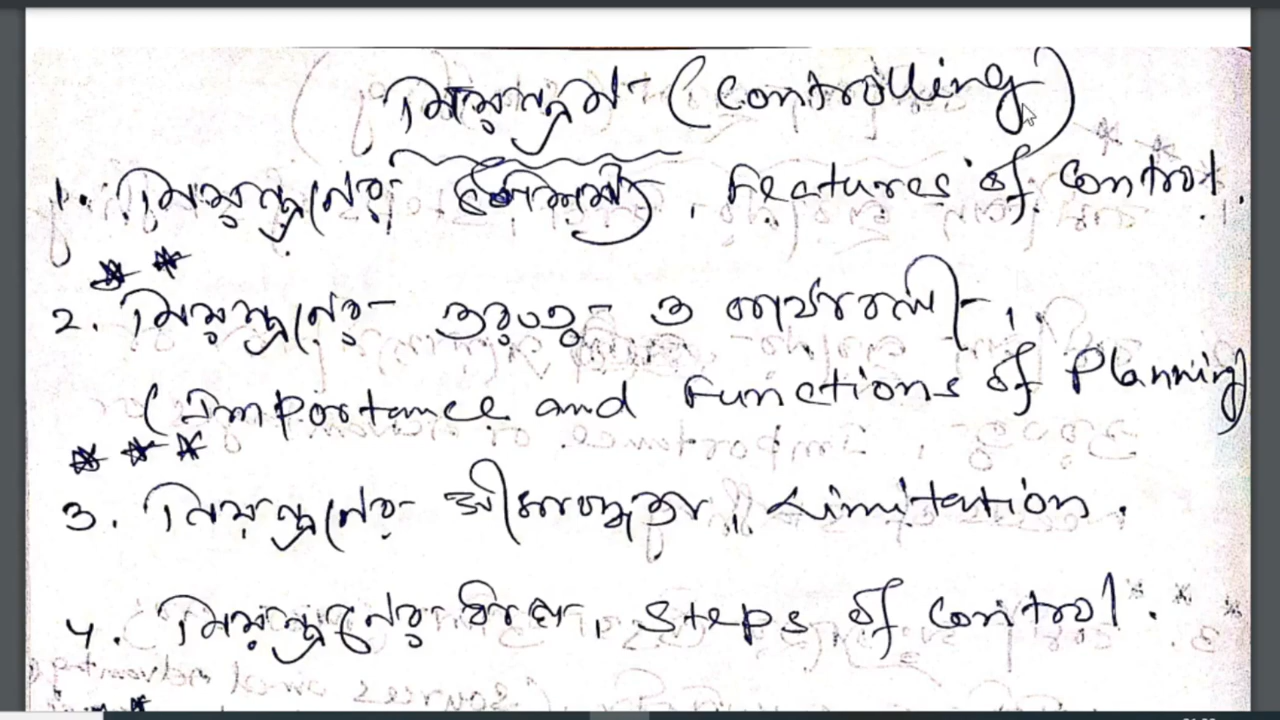 নিয়ন্ত্রন (Controlling)
1. নিয়ন্ত্রণের বৈশিষ্ট্য, Features of control.
2. নিয়ন্ত্রণের গুরুত্ব ও কার্যাবলী,
(Importance and Functions of Planning)
3. নিয়ন্ত্রণের সীমাবদ্ধতা, Limitation.
4. নিয়ন্ত্রণের Steps of control.